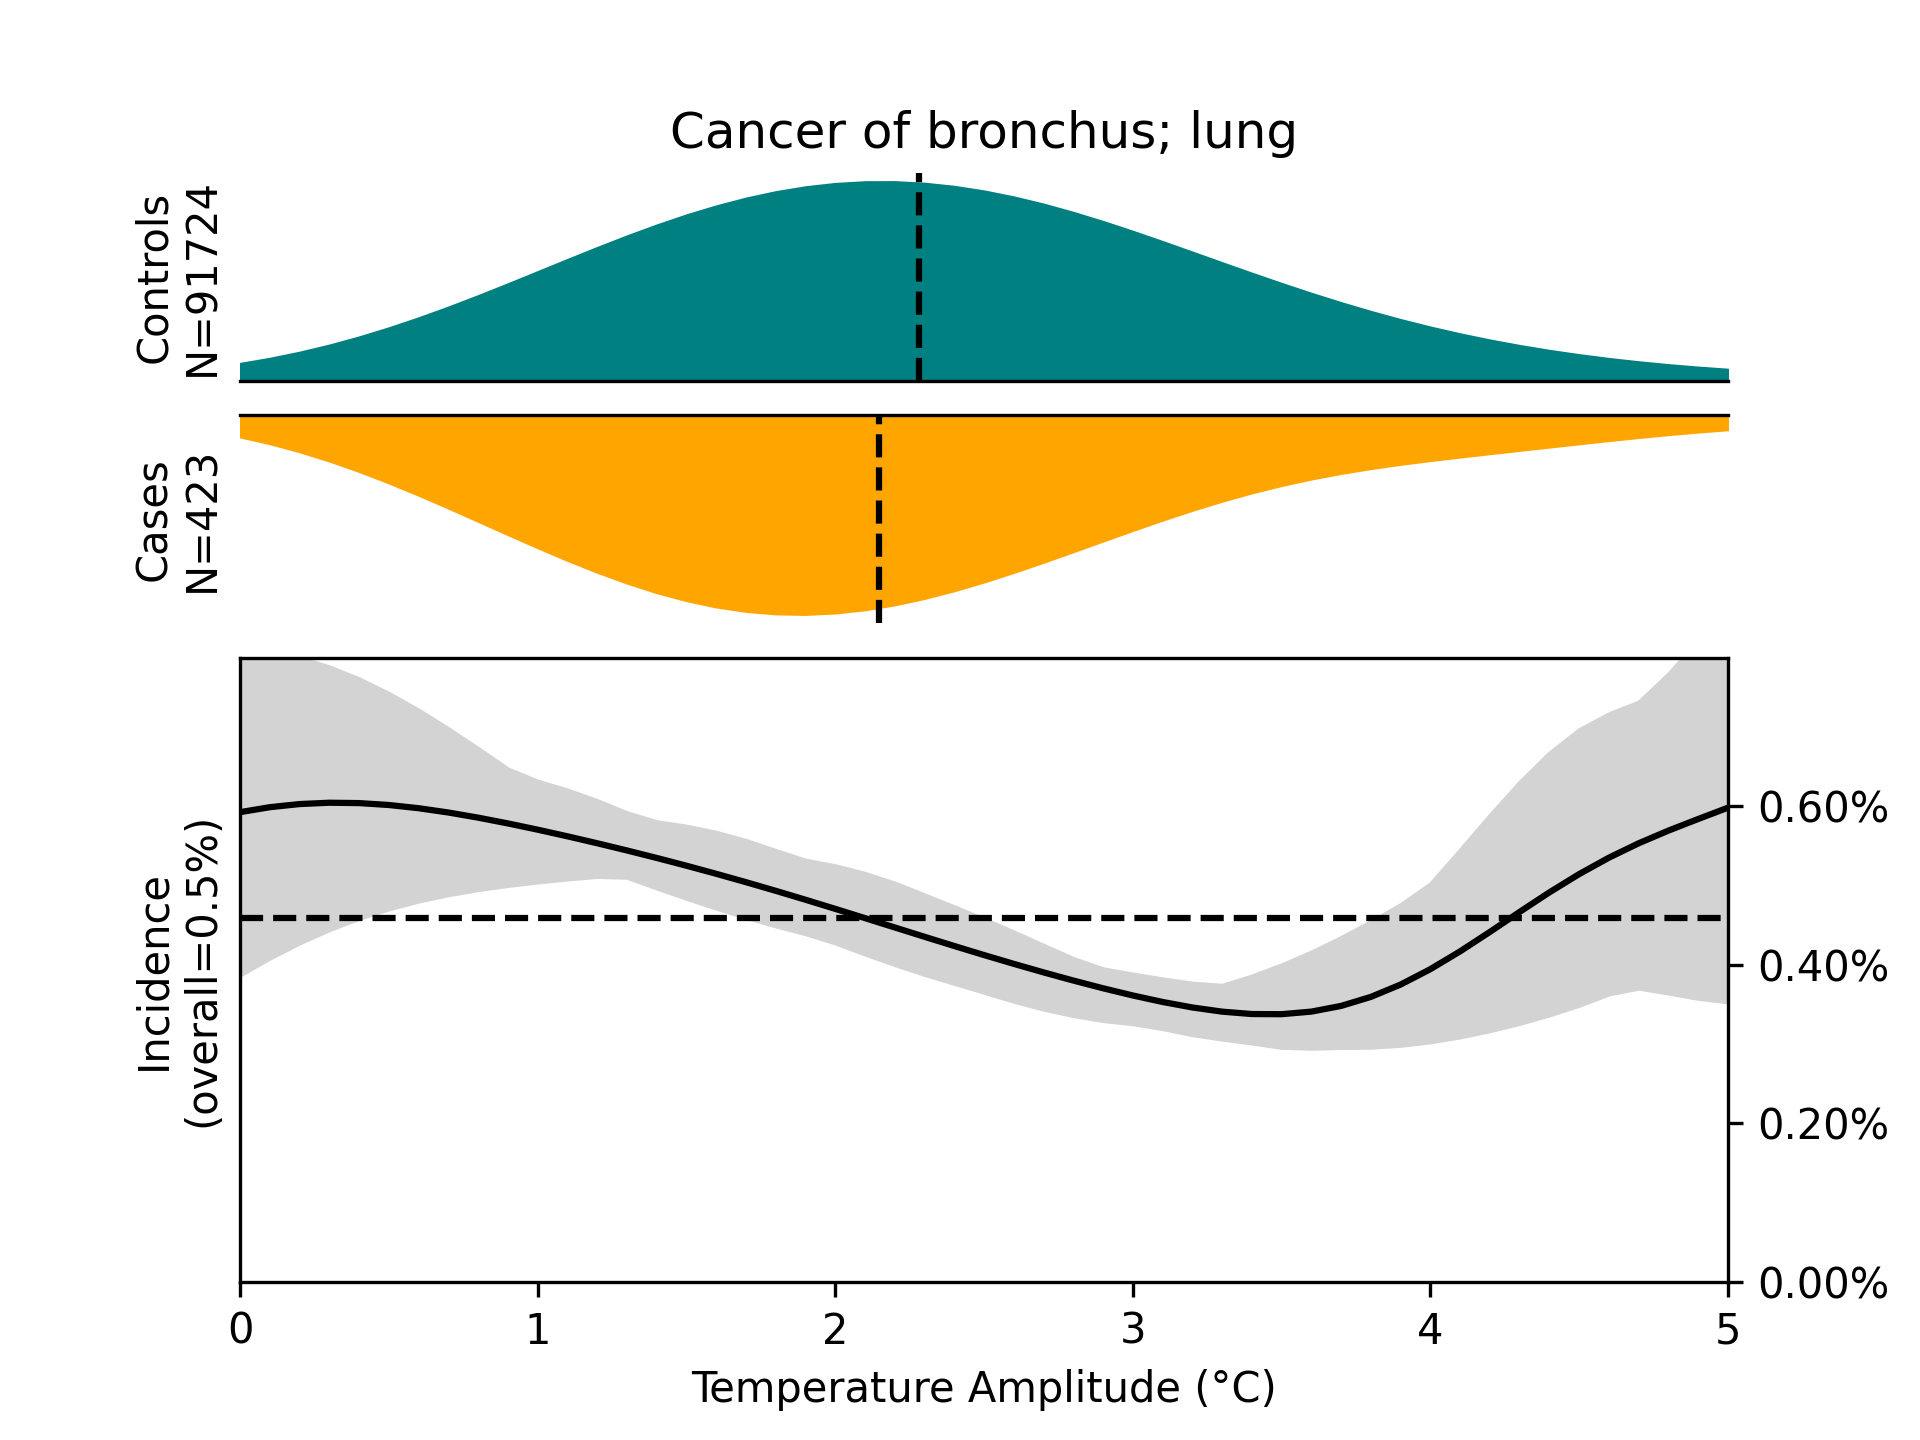 Cancer of bronchus; lung
Controls
N=91724
Cases
N=423
Incidence
(overall=0.5%)
0.60%
0.40%
0.20%
0.00%
0
1
2
3
4
5
Temperature Amplitude (°C)